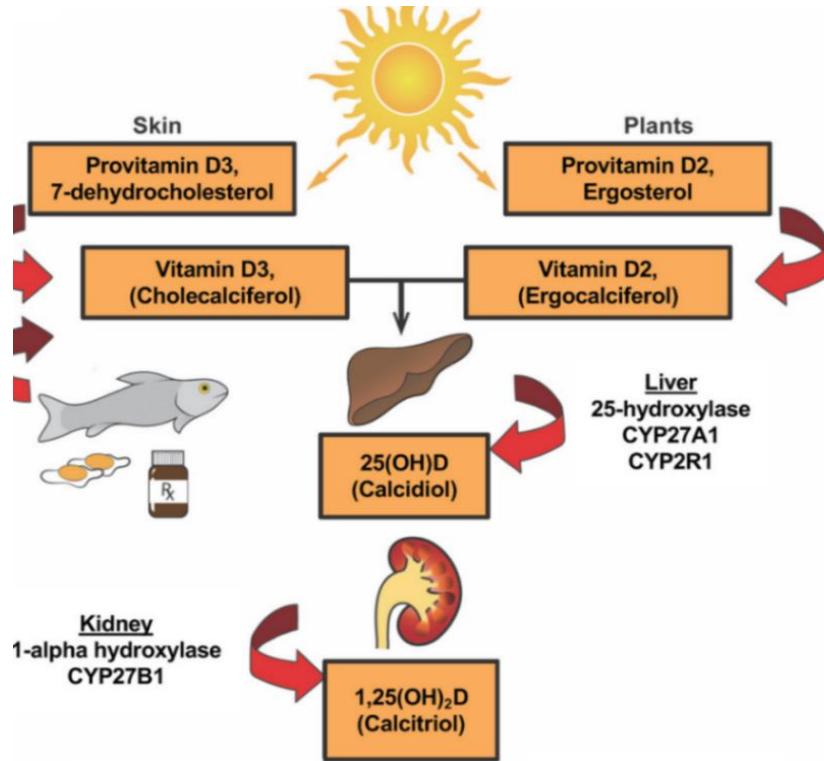 Skin
Plants
Provitamin D3,
7-dehydrocholesterol
Provitamin D2,
Ergosterol
Vitamin D3,
(Cholecalciferol)
Vitamin D2,
(Ergocalciferol)
Liver
25-hydroxylase
CYP27A1
CYP2R1
25(OH)D
(Calcidiol)
Rx
Kidney
1-alpha hydroxylase
CYP27B1
1,25(OH)₂D
(Calcitriol)